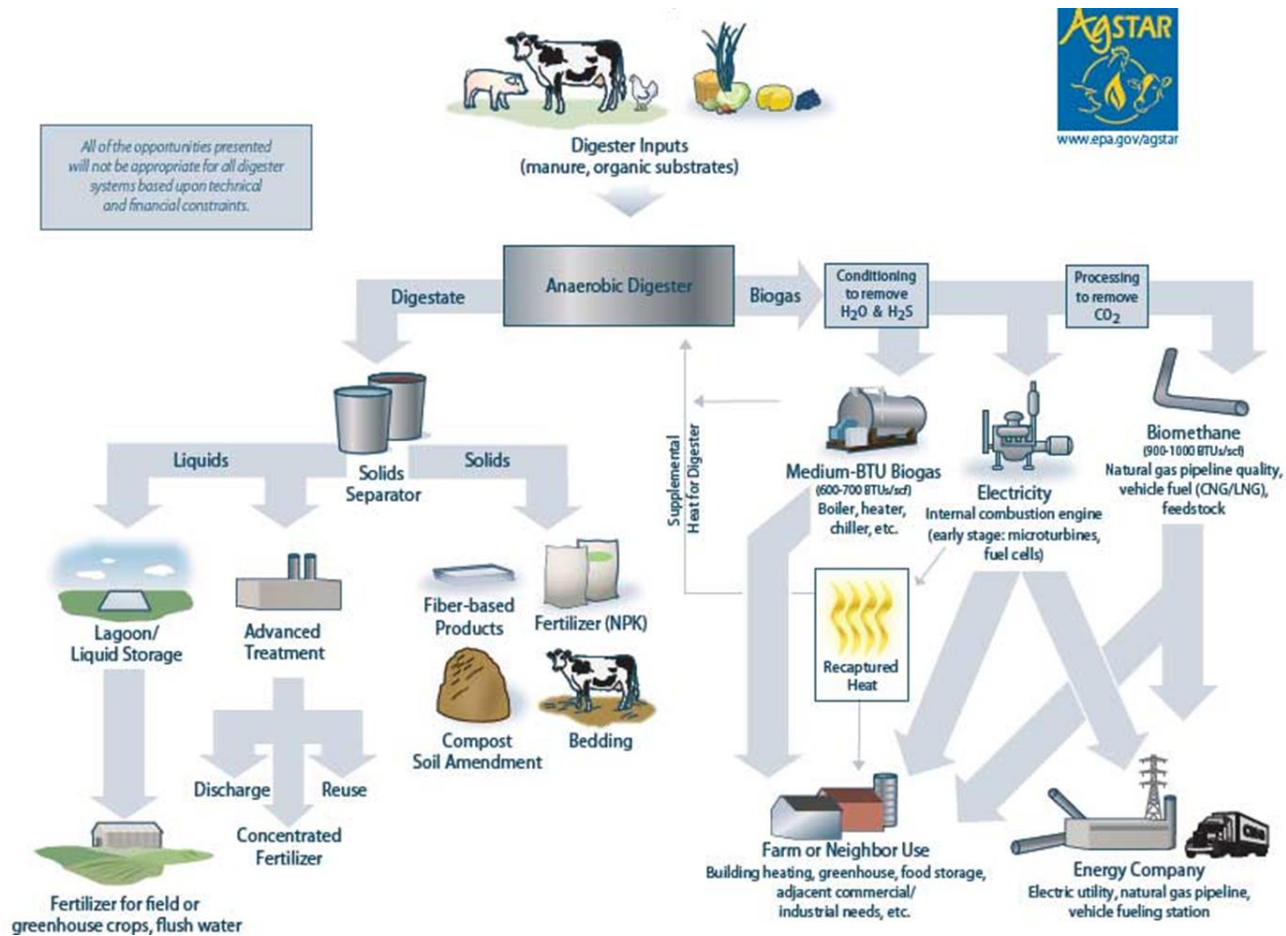 AgSTAR
www.epa.gov/agstar
All of the opportunities presented
will not be appropriate for all digester
systems based upon technical
and financial constraints.
Digester Inputs
(manure, organic substrates)
Anaerobic Digester
Digestate
Biogas
Conditioning
to remove
H₂O & H₂S
Processing
to remove
CO₂
Solids
Separator
Liquids
Solids
Supplemental
Heat for Digester
Medium-BTU Biogas
(600-700 BTUs/scf)
Boiler, heater,
chiller, etc.
Electricity
Internal combustion engine
(early stage: microturbines,
fuel cells)
Biomethane
(900-1000 BTUs/scf)
Natural gas pipeline quality,
vehicle fuel (CNG/LNG),
feedstock
Lagoon/
Liquid Storage
Advanced
Treatment
Fiber-based
Products
Fertilizer (NPK)
Compost
Soil Amendment
Bedding
Recaptured
Heat
Discharge
Reuse
Concentrated
Fertilizer
Fertilizer for field or
greenhouse crops, flush water
Farm or Neighbor Use
Building heating, greenhouse, food storage,
adjacent commercial/
industrial needs, etc.
Energy Company
Electric utility, natural gas pipeline,
vehicle fueling station